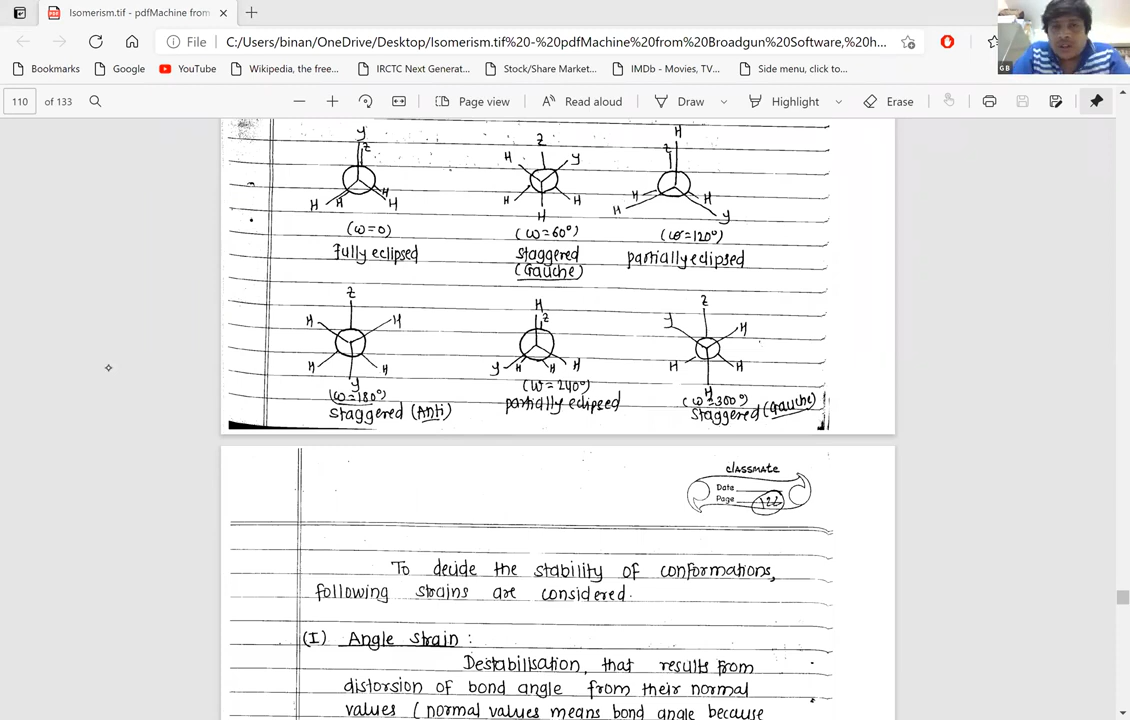 Isomerism.tif - pdfMachine from
File
C:/Users/binan/OneDrive/Desktop/Isomerism.tif%20-%20pdfMachine%20from%20Broadgun%20Software,%20h...
Bookmarks Google YouTube Wikipedia, the free... IRCTC Next Generat... Stock/Share Market... IMDb - Movies, TV... Side menu, click to...
110 of 133 Page view Read aloud Draw Highlight Erase
G B
y H
z z z
H y
H H H H H
H H H H H y
(ω=0) (ω=60°) (ω=120°)
Fully eclipsed staggered partially eclipsed
(Gauche)
z H z
H H z y H
H H y H H H H
y H
(ω=180°) (ω=240°) (ω=300°)
staggered (Anti) partially eclipsed staggered (Gauche)
classmate
Date
Page 122
To decide the stability of conformations,
following strains are considered.
(I) Angle strain :
Destabilisation, that results from
distorsion of bond angle from their normal
values (normal values means bond angle because